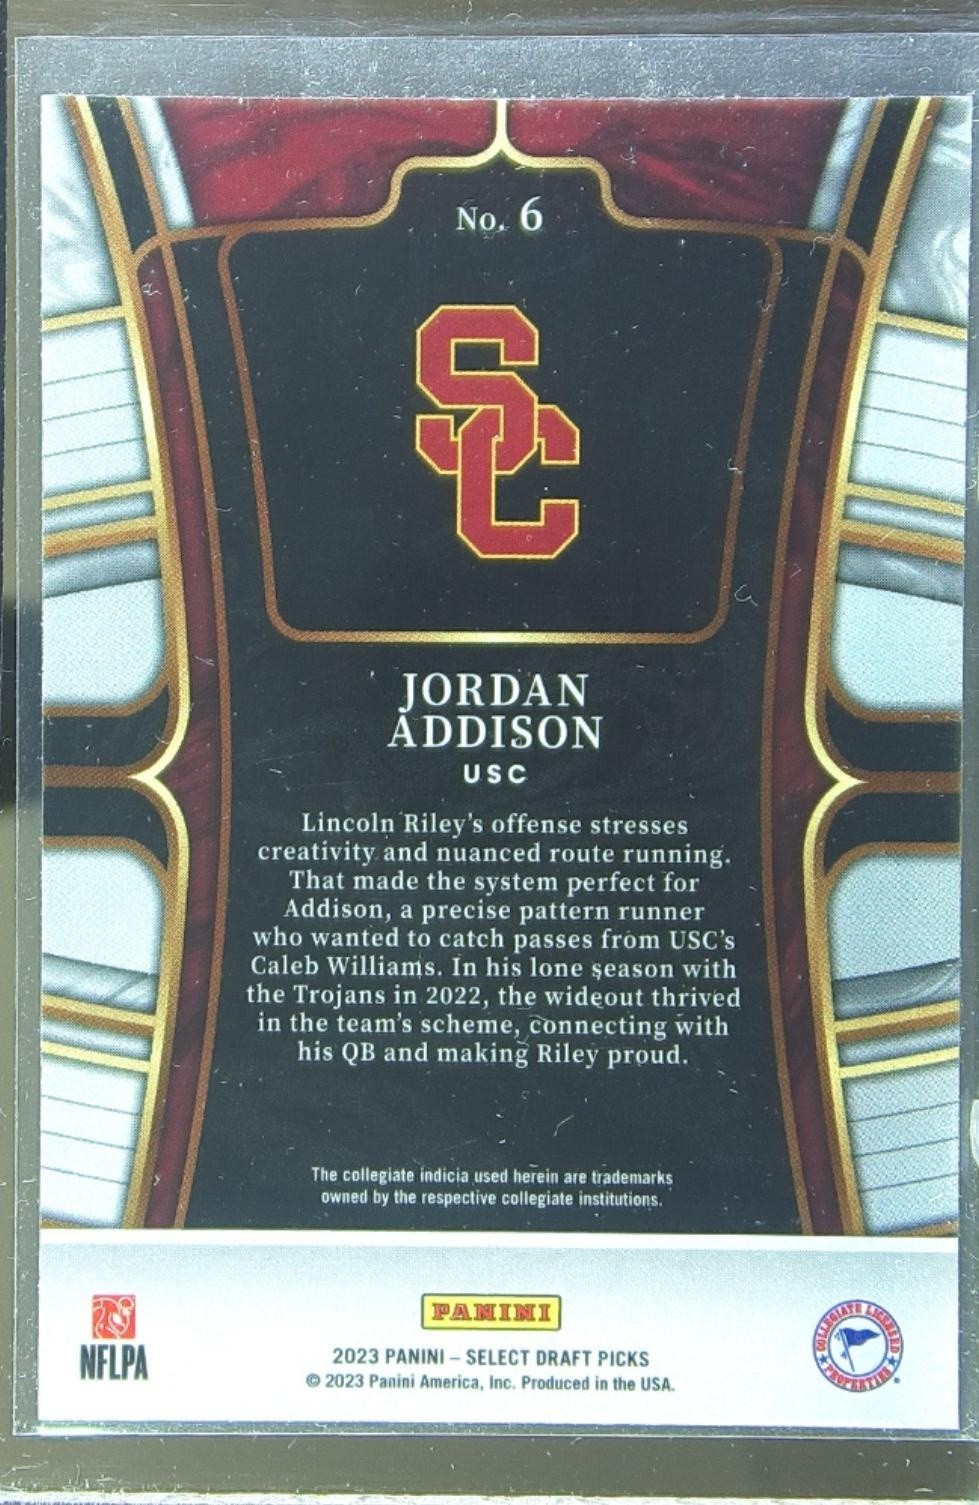 No. 6
SC
JORDAN
ADDISON
USC
Lincoln Riley's offense stresses
creativity and nuanced route running.
That made the system perfect for
Addison, a precise pattern runner
who wanted to catch passes from USC's
Caleb Williams. In his lone season with
the Trojans in 2022, the wideout thrived
in the team's scheme, connecting with
his QB and making Riley proud.
The collegiate indicia used herein are trademarks
owned by the respective collegiate institutions.
NFLPA
PANINI
2023 PANINI – SELECT DRAFT PICKS
© 2023 Panini America, Inc. Produced in the USA.
COLLEGIATE LICENSED
PROPERTIES